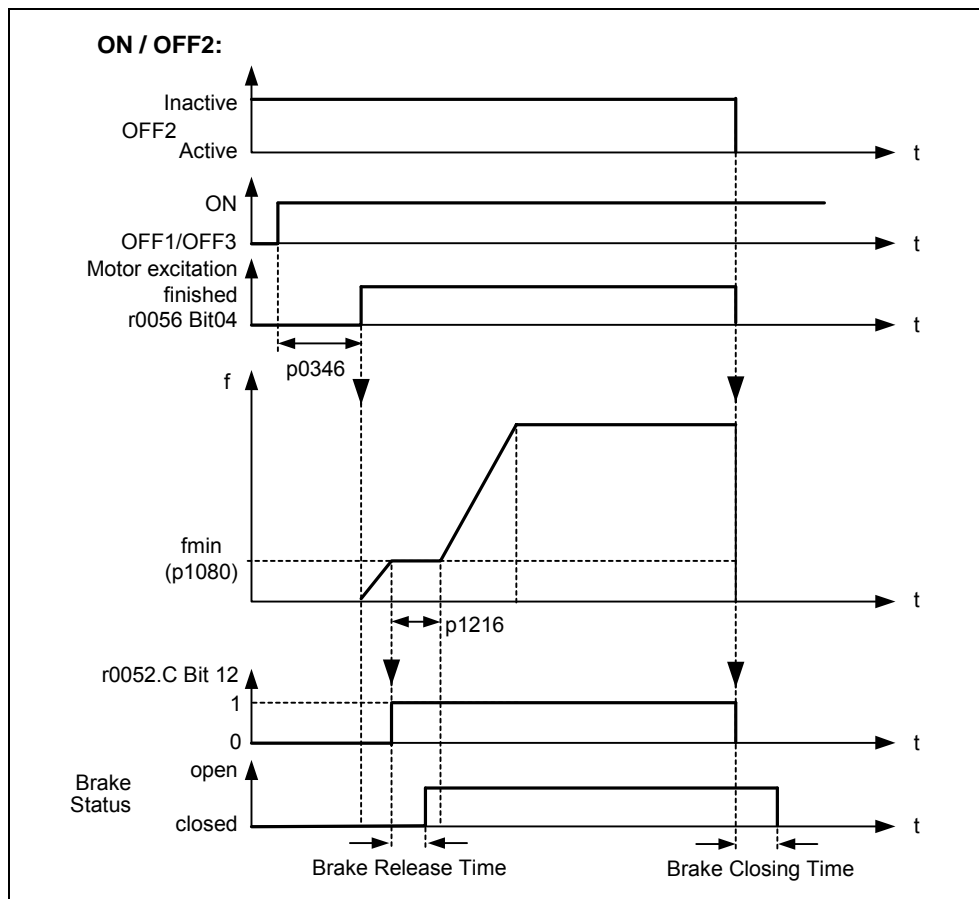 ON / OFF2:
Inactive
OFF2
Active
t
ON
OFF1/OFF3
t
Motor excitation
finished
r0056 Bit04
t
p0346
f
fmin
(p1080)
t
p1216
r0052.C Bit 12
1
0
t
open
Brake
Status
closed
t
Brake Release Time
Brake Closing Time